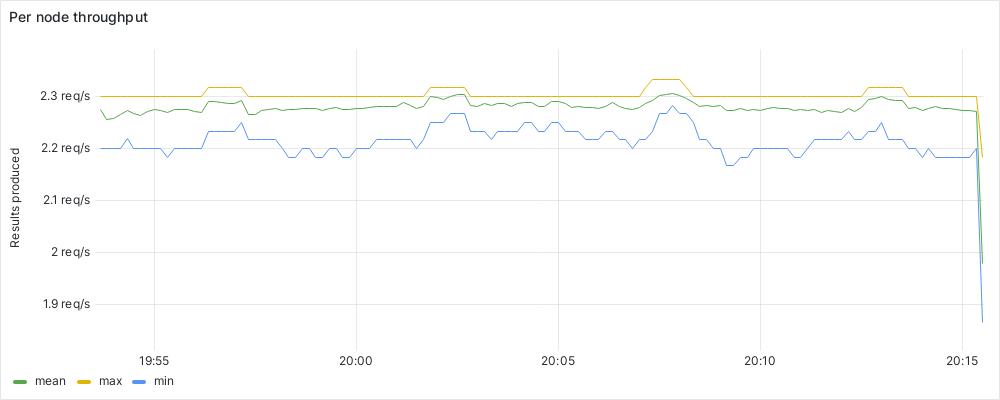 Per node throughput
Results produced
2.3 req/s
2.2 req/s
2.1 req/s
2 req/s
1.9 req/s
19:55
20:00
20:05
20:10
20:15
mean
max
min